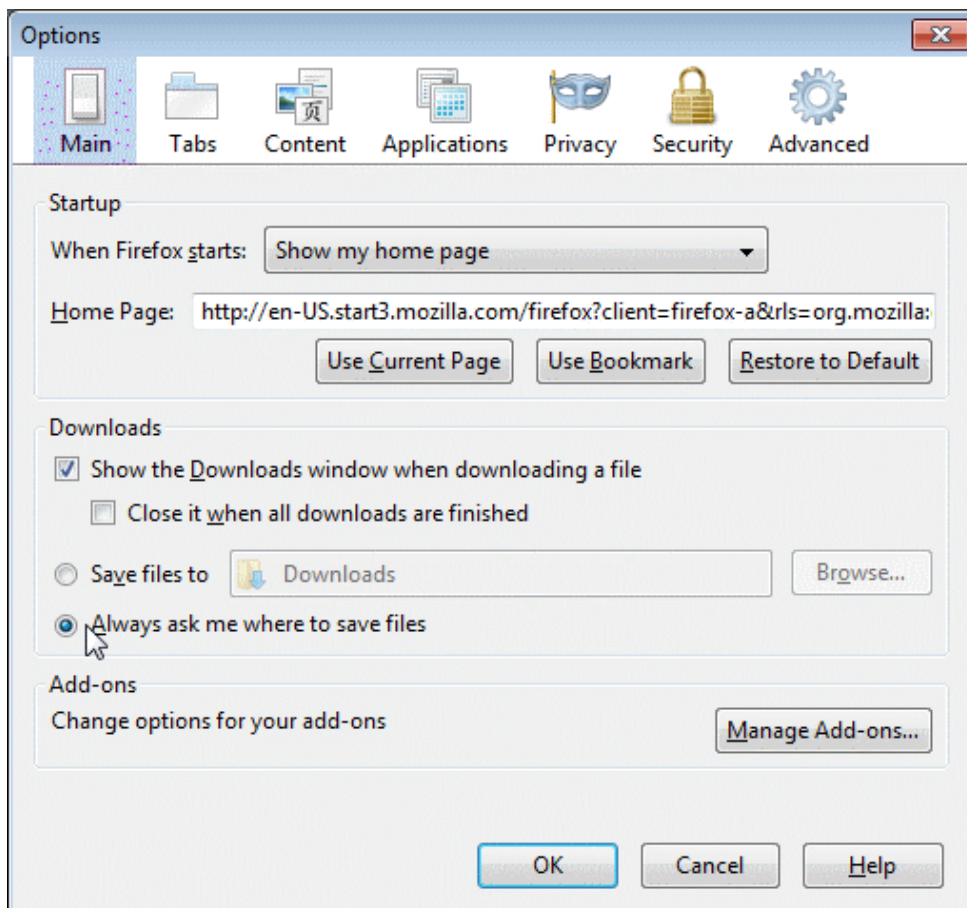 Options
页
Main Tabs Content Applications Privacy Security Advanced
Startup
When Firefox starts: Show my home page
Home Page: http://en-US.start3.mozilla.com/firefox?client=firefox-a&rls=org.mozilla:
Use Current Page Use Bookmark Restore to Default
Downloads
Show the Downloads window when downloading a file
Close it when all downloads are finished
Save files to Downloads Browse...
Always ask me where to save files
Add-ons
Change options for your add-ons Manage Add-ons...
OK Cancel Help